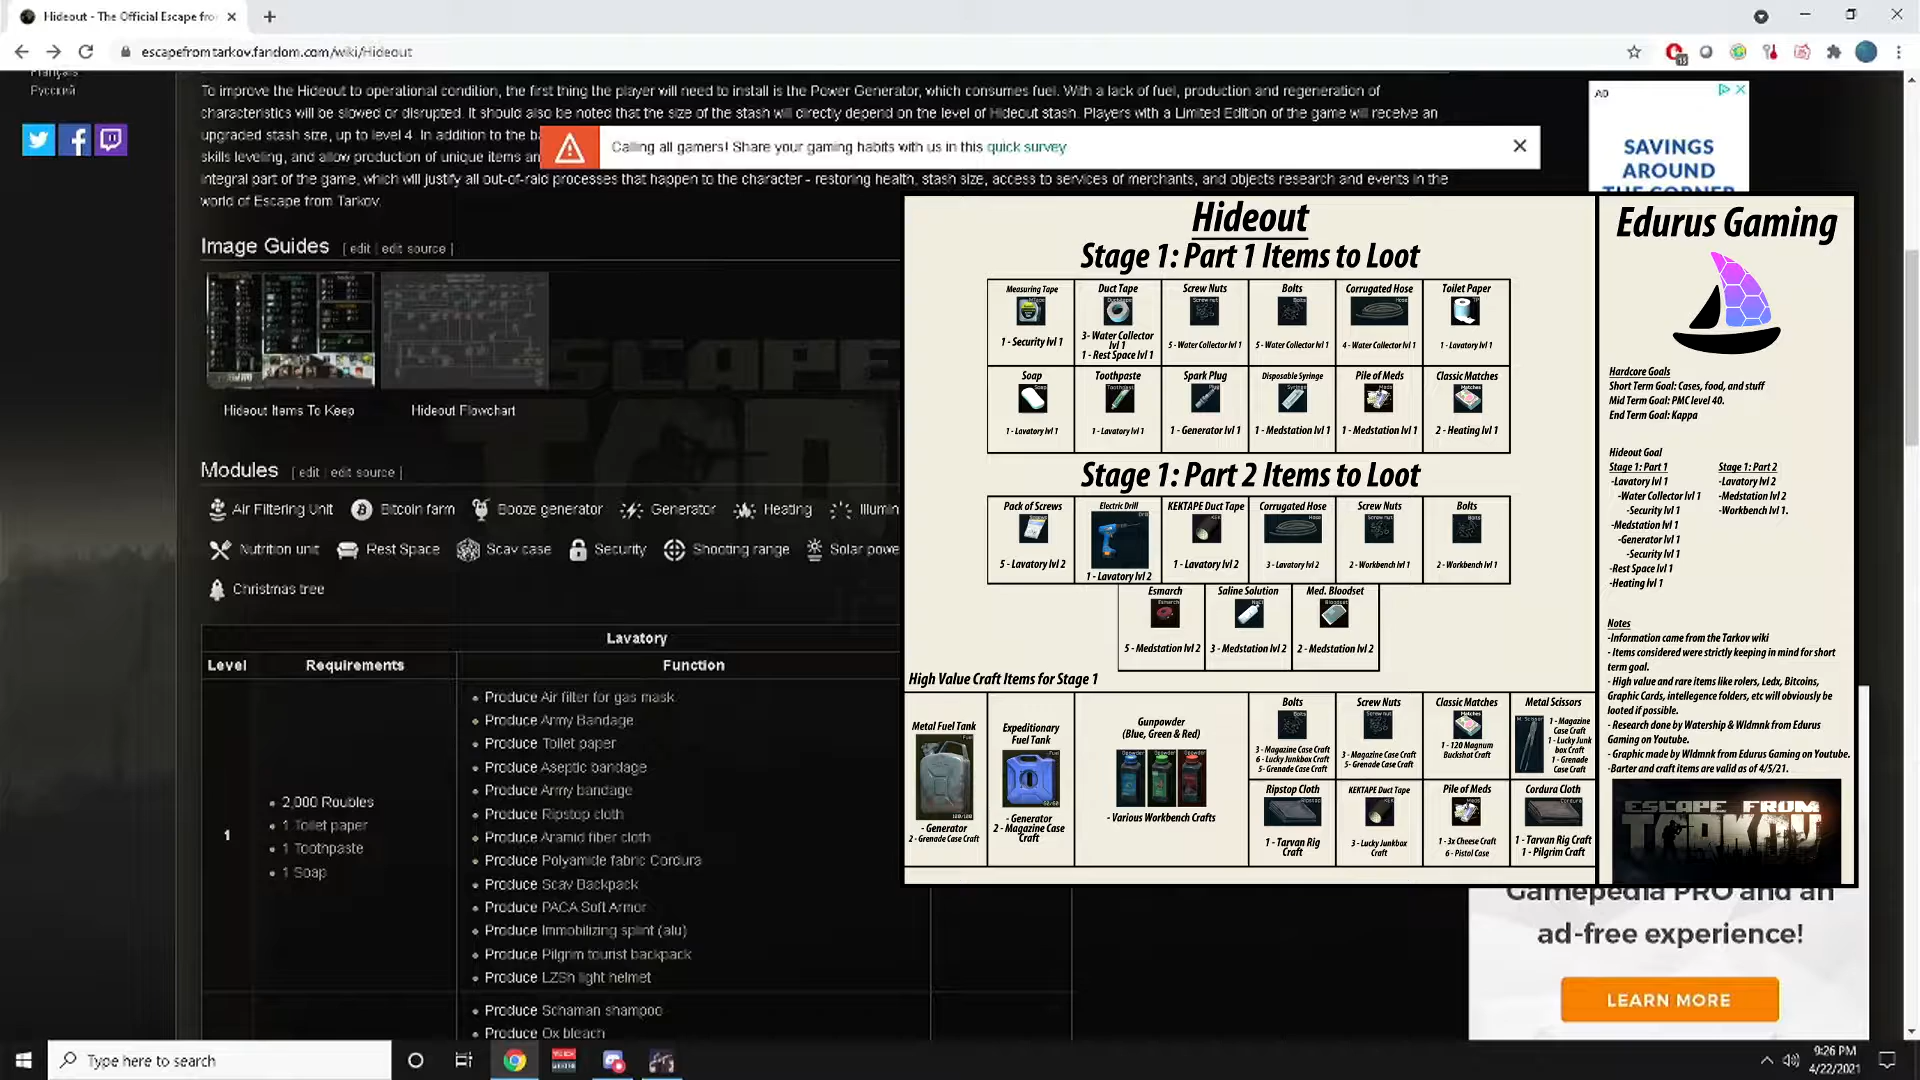 Hideout - The Official Escape fro
escapefromtarkov.fandom.com/wiki/Hideout
Français
Русский
To improve the Hideout to operational condition, the first thing the player will need to install is the Power Generator, which consumes fuel. With a lack of fuel, production and regeneration of
characteristics will be slowed or disrupted. It should also be noted that the size of the stash will directly depend on the level of Hideout stash. Players with a Limited Edition of the game will receive an
upgraded stash size, up to level 4. In addition to the b
skills leveling, and allow production of unique items an
Calling all gamers! Share your gaming habits with us in this quick survey
integral part of the game, which will justify all out-of-raid processes that happen to the character - restoring health, stash size, access to services of merchants, and objects research and events in the
world of Escape from Tarkov.
AD
SAVINGS
AROUND
THE CORNER
Image Guides [ edit | edit source ]
Hideout Items To Keep
Hideout Flowchart
Modules [ edit | edit source ]
Air Filtering Unit
Bitcoin farm
Booze generator
Generator
Heating
Illumin
Nutrition unit
Rest Space
Scav case
Security
Shooting range
Solar powe
Christmas tree
Lavatory
Level
Requirements
Function
1
2,000 Roubles
1 Toilet paper
1 Toothpaste
1 Soap
Produce Air filter for gas mask
Produce Army Bandage
Produce Toilet paper
Produce Aseptic bandage
Produce Army bandage
Produce Ripstop cloth
Produce Aramid fiber cloth
Produce Polyamide fabric Cordura
Produce Scav Backpack
Produce PACA Soft Armor
Produce Immobilizing splint (alu)
Produce Pilgrim tourist backpack
Produce LZSh light helmet
Produce Schaman shampoo
Produce Ox bleach
Hideout
Stage 1: Part 1 Items to Loot
Measuring Tape
1 - Security lvl 1
Duct Tape
3- Water Collector
lvl 1
1 - Rest Space lvl 1
Screw Nuts
5 - Water Collector lvl 1
Bolts
5 - Water Collector lvl 1
Corrugated Hose
4 - Water Collector lvl 1
Toilet Paper
1 - Lavatory lvl 1
Soap
1 - Lavatory lvl 1
Toothpaste
1 - Lavatory lvl 1
Spark Plug
1 - Generator lvl 1
Disposable Syringe
1 - Medstation lvl 1
Pile of Meds
1 - Medstation lvl 1
Classic Matches
2 - Heating lvl 1
Stage 1: Part 2 Items to Loot
Pack of Screws
5 - Lavatory lvl 2
Electric Drill
1 - Lavatory lvl 2
KEKTAPE Duct Tape
1 - Lavatory lvl 2
Corrugated Hose
3 - Lavatory lvl 2
Screw Nuts
2 - Workbench lvl 1
Bolts
2 - Workbench lvl 1
Esmarch
5 - Medstation lvl 2
Saline Solution
3 - Medstation lvl 2
Med. Bloodset
2 - Medstation lvl 2
High Value Craft Items for Stage 1
Metal Fuel Tank
- Generator
2 - Grenade Case Craft
Expeditionary
Fuel Tank
- Generator
2 - Magazine Case
Craft
Gunpowder
(Blue, Green & Red)
- Various Workbench Crafts
Bolts
3 - Magazine Case Craft
6 - Lucky Junkbox Craft
5- Grenade Case Craft
Screw Nuts
3 - Magazine Case Craft
5- Grenade Case Craft
Classic Matches
1 - 120 Magnum
Buckshot Craft
Metal Scissors
1 - Magazine
Case Craft
1 - Lucky Junk
box Craft
1 - Grenade
Case Craft
Ripstop Cloth
1 - Tarvan Rig
Craft
KEKTAPE Duct Tape
3 - Lucky Junkbox
Craft
Pile of Meds
1 - 3x Cheese Craft
6 - Pistol Case
Cordura Cloth
1 - Tarvan Rig Craft
1 - Pilgrim Craft
Edurus Gaming
Hardcore Goals
Short Term Goal: Cases, food, and stuff
Mid Term Goal: PMC level 40.
End Term Goal: Kappa
Hideout Goal
Stage 1: Part 1
-Lavatory lvl 1
-Water Collector lvl 1
-Security lvl 1
-Medstation lvl 1
-Generator lvl 1
-Security lvl 1
-Rest Space lvl 1
-Heating lvl 1
Stage 1: Part 2
-Lavatory lvl 2
-Medstation lvl 2
-Workbench lvl 1.
Notes
-Information came from the Tarkov wiki
- Items considered were strictly keeping in mind for short
term goal.
- High value and rare items like rolers, Ledx, Bitcoins,
Graphic Cards, intellegence folders, etc will obviously be
looted if possible.
- Research done by Watership & Wldmnk from Edurus
Gaming on Youtube.
- Graphic made by Wldmnk from Edurus Gaming on Youtube.
-Barter and craft items are valid as of 4/5/21.
ESCAPE FROM
TARKOV
Gamepedia PRO and an
ad-free experience!
LEARN MORE
Type here to search
9:26 PM
4/22/2021